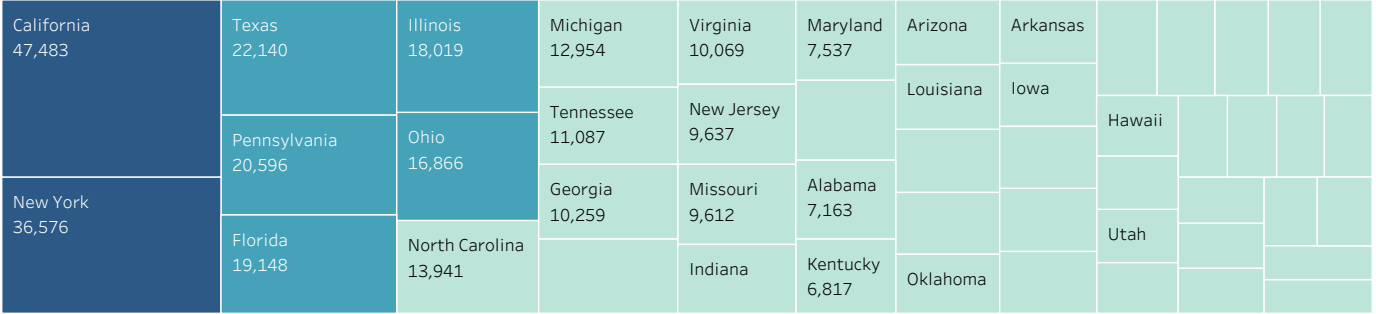 California
47,483
New York
36,576
Texas
22,140
Pennsylvania
20,596
Florida
19,148
Illinois
18,019
Ohio
16,866
North Carolina
13,941
Michigan
12,954
Tennessee
11,087
Georgia
10,259
Virginia
10,069
New Jersey
9,637
Missouri
9,612
Indiana
Maryland
7,537
Alabama
7,163
Kentucky
6,817
Arizona
Louisiana
Oklahoma
Arkansas
Iowa
Hawaii
Utah